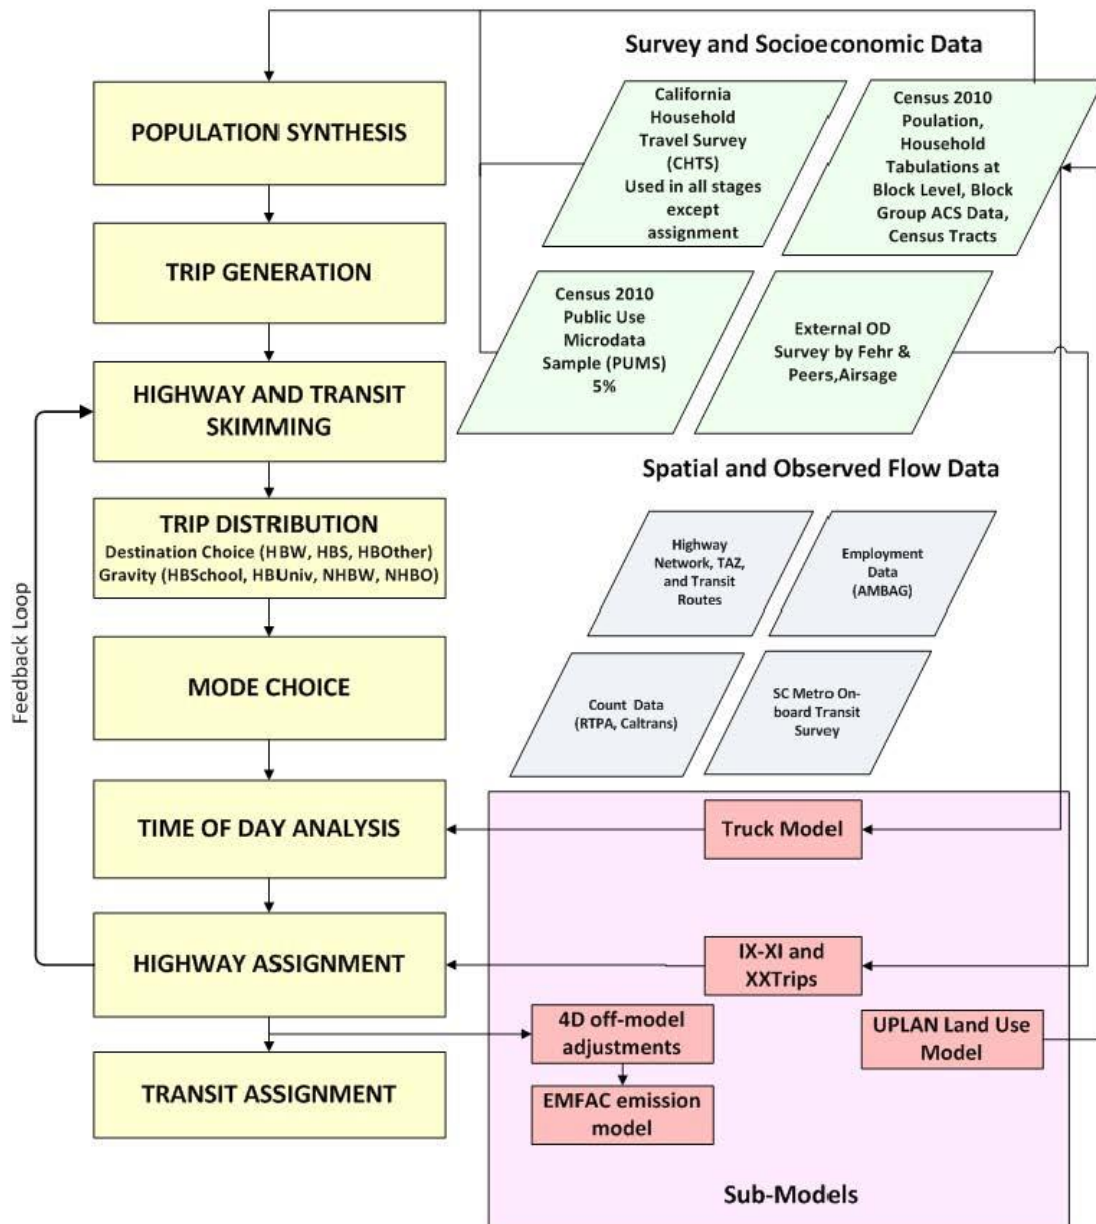 POPULATION SYNTHESIS
TRIP GENERATION
HIGHWAY AND TRANSIT
SKIMMING
TRIP DISTRIBUTION
Destination Choice (HBW, HBS, HBOther)
Gravity (HBSchool, HBUniv, NHBW, NHBO)
MODE CHOICE
TIME OF DAY ANALYSIS
HIGHWAY ASSIGNMENT
TRANSIT ASSIGNMENT
Feedback Loop
Survey and Socioeconomic Data
California
Household
Travel Survey
(CHTS)
Used in all stages
except
assignment
Census 2010
Poulation,
Household
Tabulations at
Block Level, Block
Group ACS Data,
Census Tracts
Census 2010
Public Use
Microdata
Sample (PUMS)
5%
External OD
Survey by Fehr &
Peers,Airsage
Spatial and Observed Flow Data
Highway
Network, TAZ,
and Transit
Routes
Employment
Data
(AMBAG)
Count Data
(RTPA, Caltrans)
SC Metro On-
board Transit
Survey
Truck Model
IX-XI and
XXTrips
4D off-model
adjustments
UPLAN Land Use
Model
EMFAC emission
model
Sub-Models